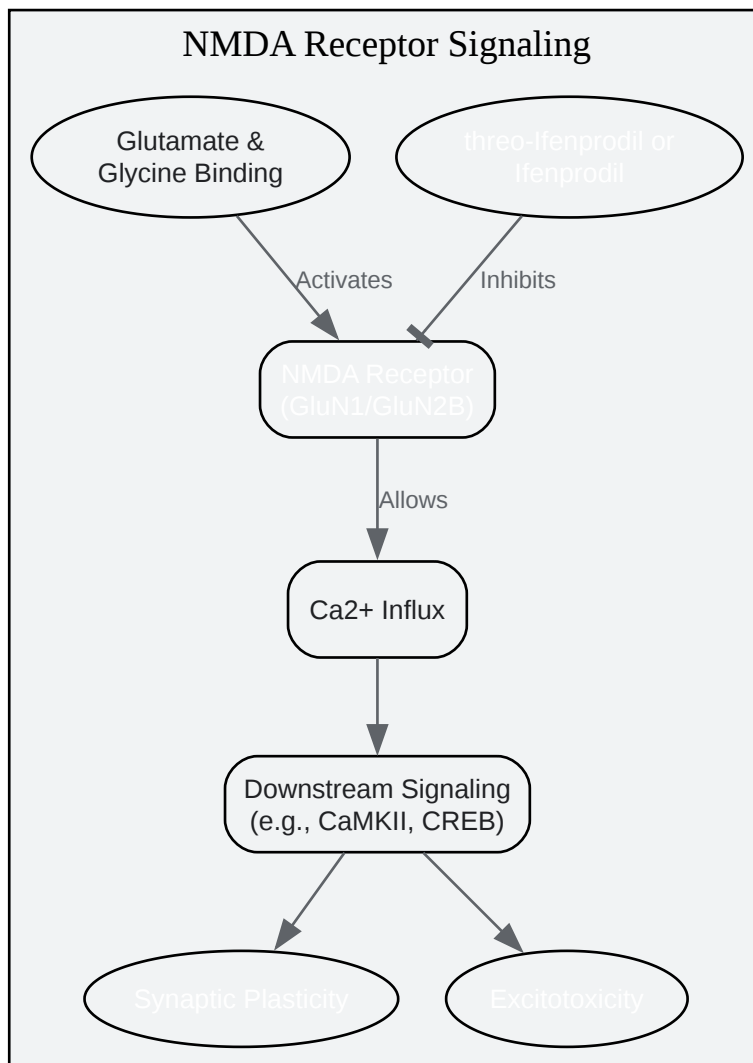 NMDA Receptor Signaling
Glutamate &
Glycine Binding
threo-Ifenprodil or
Ifenprodil
Activates
Inhibits
NMDA Receptor
(GluN1/GluN2B)
Allows
Ca2+ Influx
Downstream Signaling
(e.g., CaMKII, CREB)
Synaptic Plasticity
Excitotoxicity